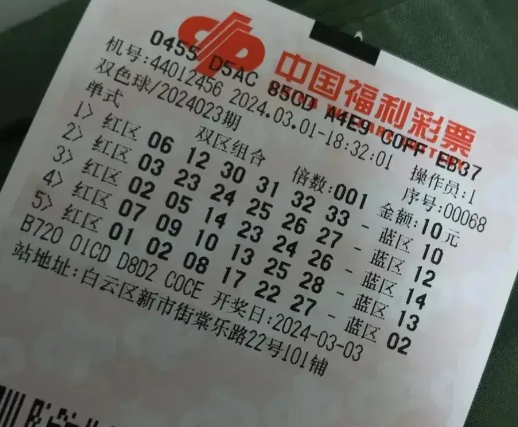 中国福利彩票
0455 D5AC 85CD A4E9 C0FF EB37
机号:44012456 2024.03.01-18:32:01 操作员:1
双色球/2024023期 序号:00068
单式 双区组合 倍数:001 金额:10元
1> 红区 06 12 30 31 32 33 - 蓝区 10
2> 红区 03 23 24 25 26 27 - 蓝区 12
3> 红区 02 05 14 23 24 26 - 蓝区 14
4> 红区 07 09 10 13 25 28 - 蓝区 13
5> 红区 01 02 08 17 22 27 - 蓝区 02
B720 01CD D8D2 C0CE 开奖日:2024-03-03
站地址:白云区新市街棠乐路22号101铺